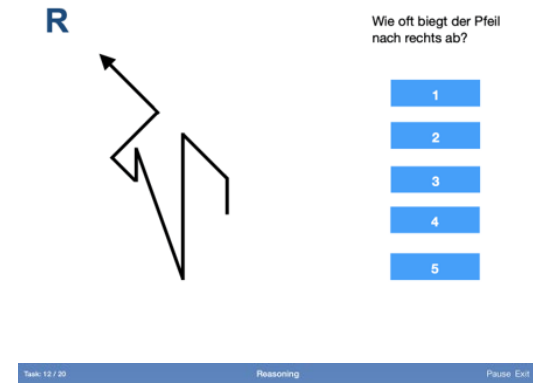 R
Wie oft biegt der Pfeil
nach rechts ab?
1
2
3
4
5
Task: 12 / 20
Reasoning
Pause Exit